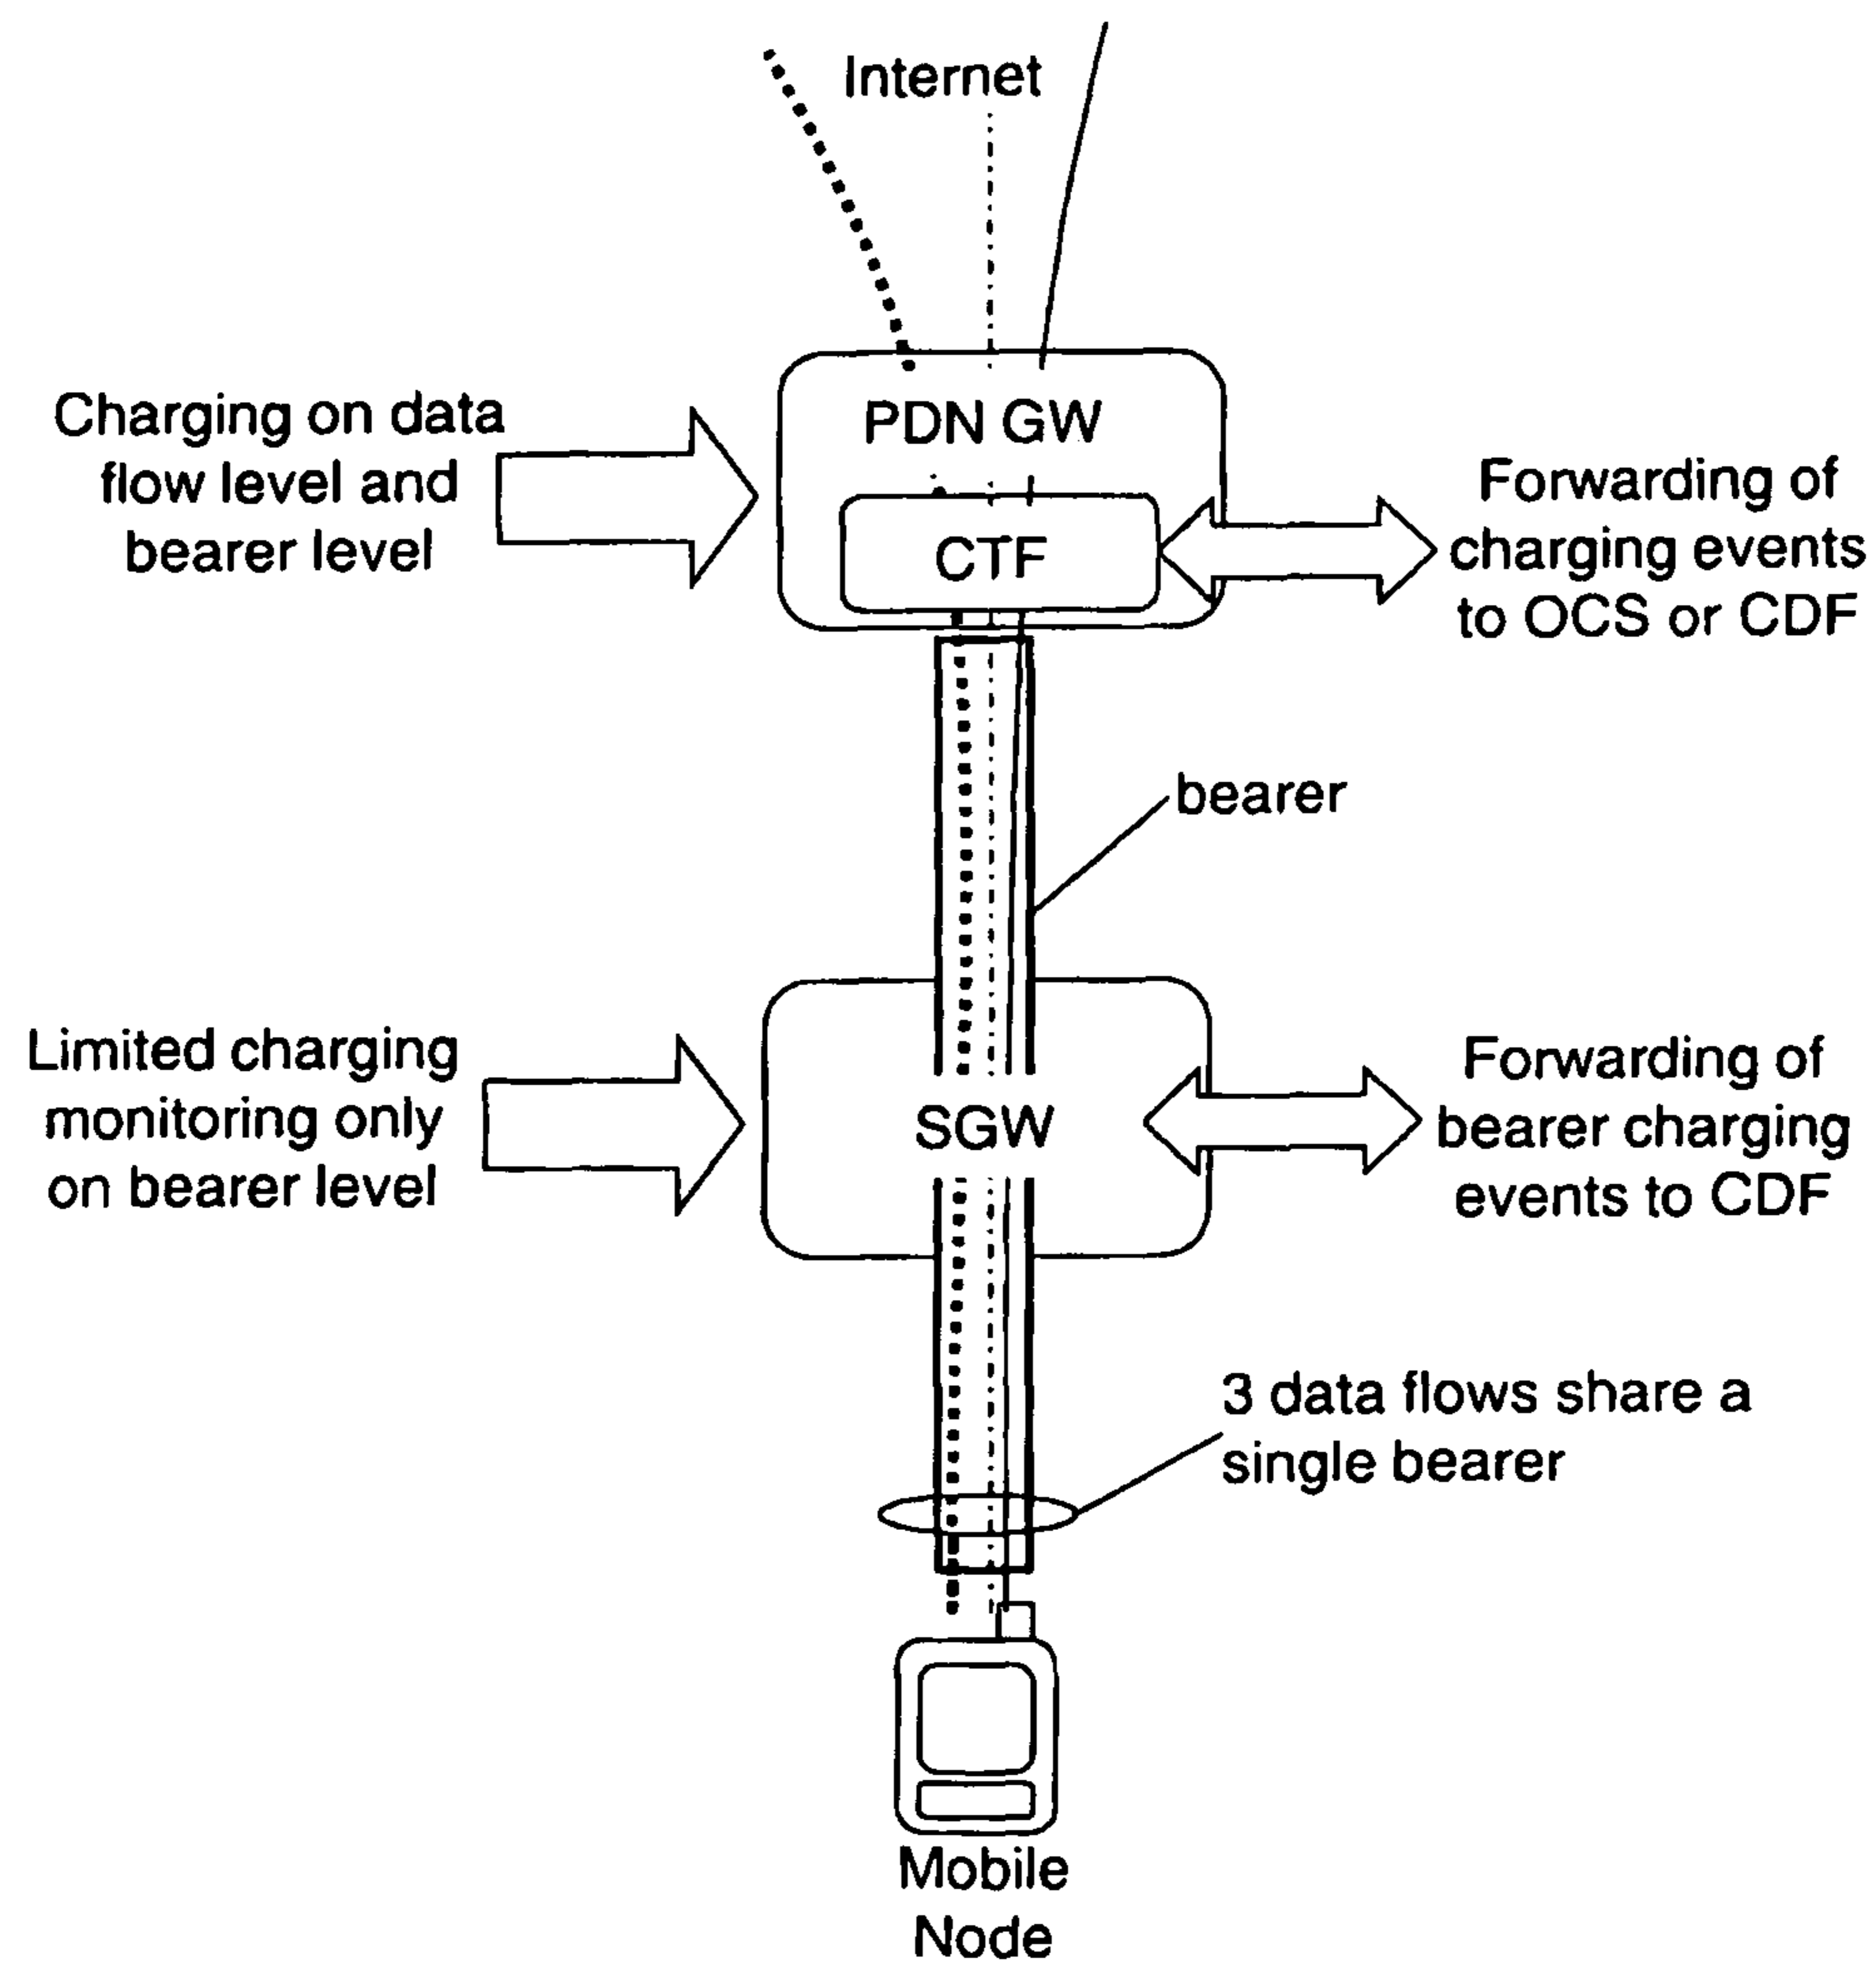 Internet
PDN GW
Charging on data
flow level and
bearer level
CTF
Forwarding of
charging events
to OCS or CDF
bearer
Limited charging
monitoring only
on bearer level
SGW
Forwarding of
bearer charging
events to CDF
3 data flows share a
single bearer
Mobile
Node